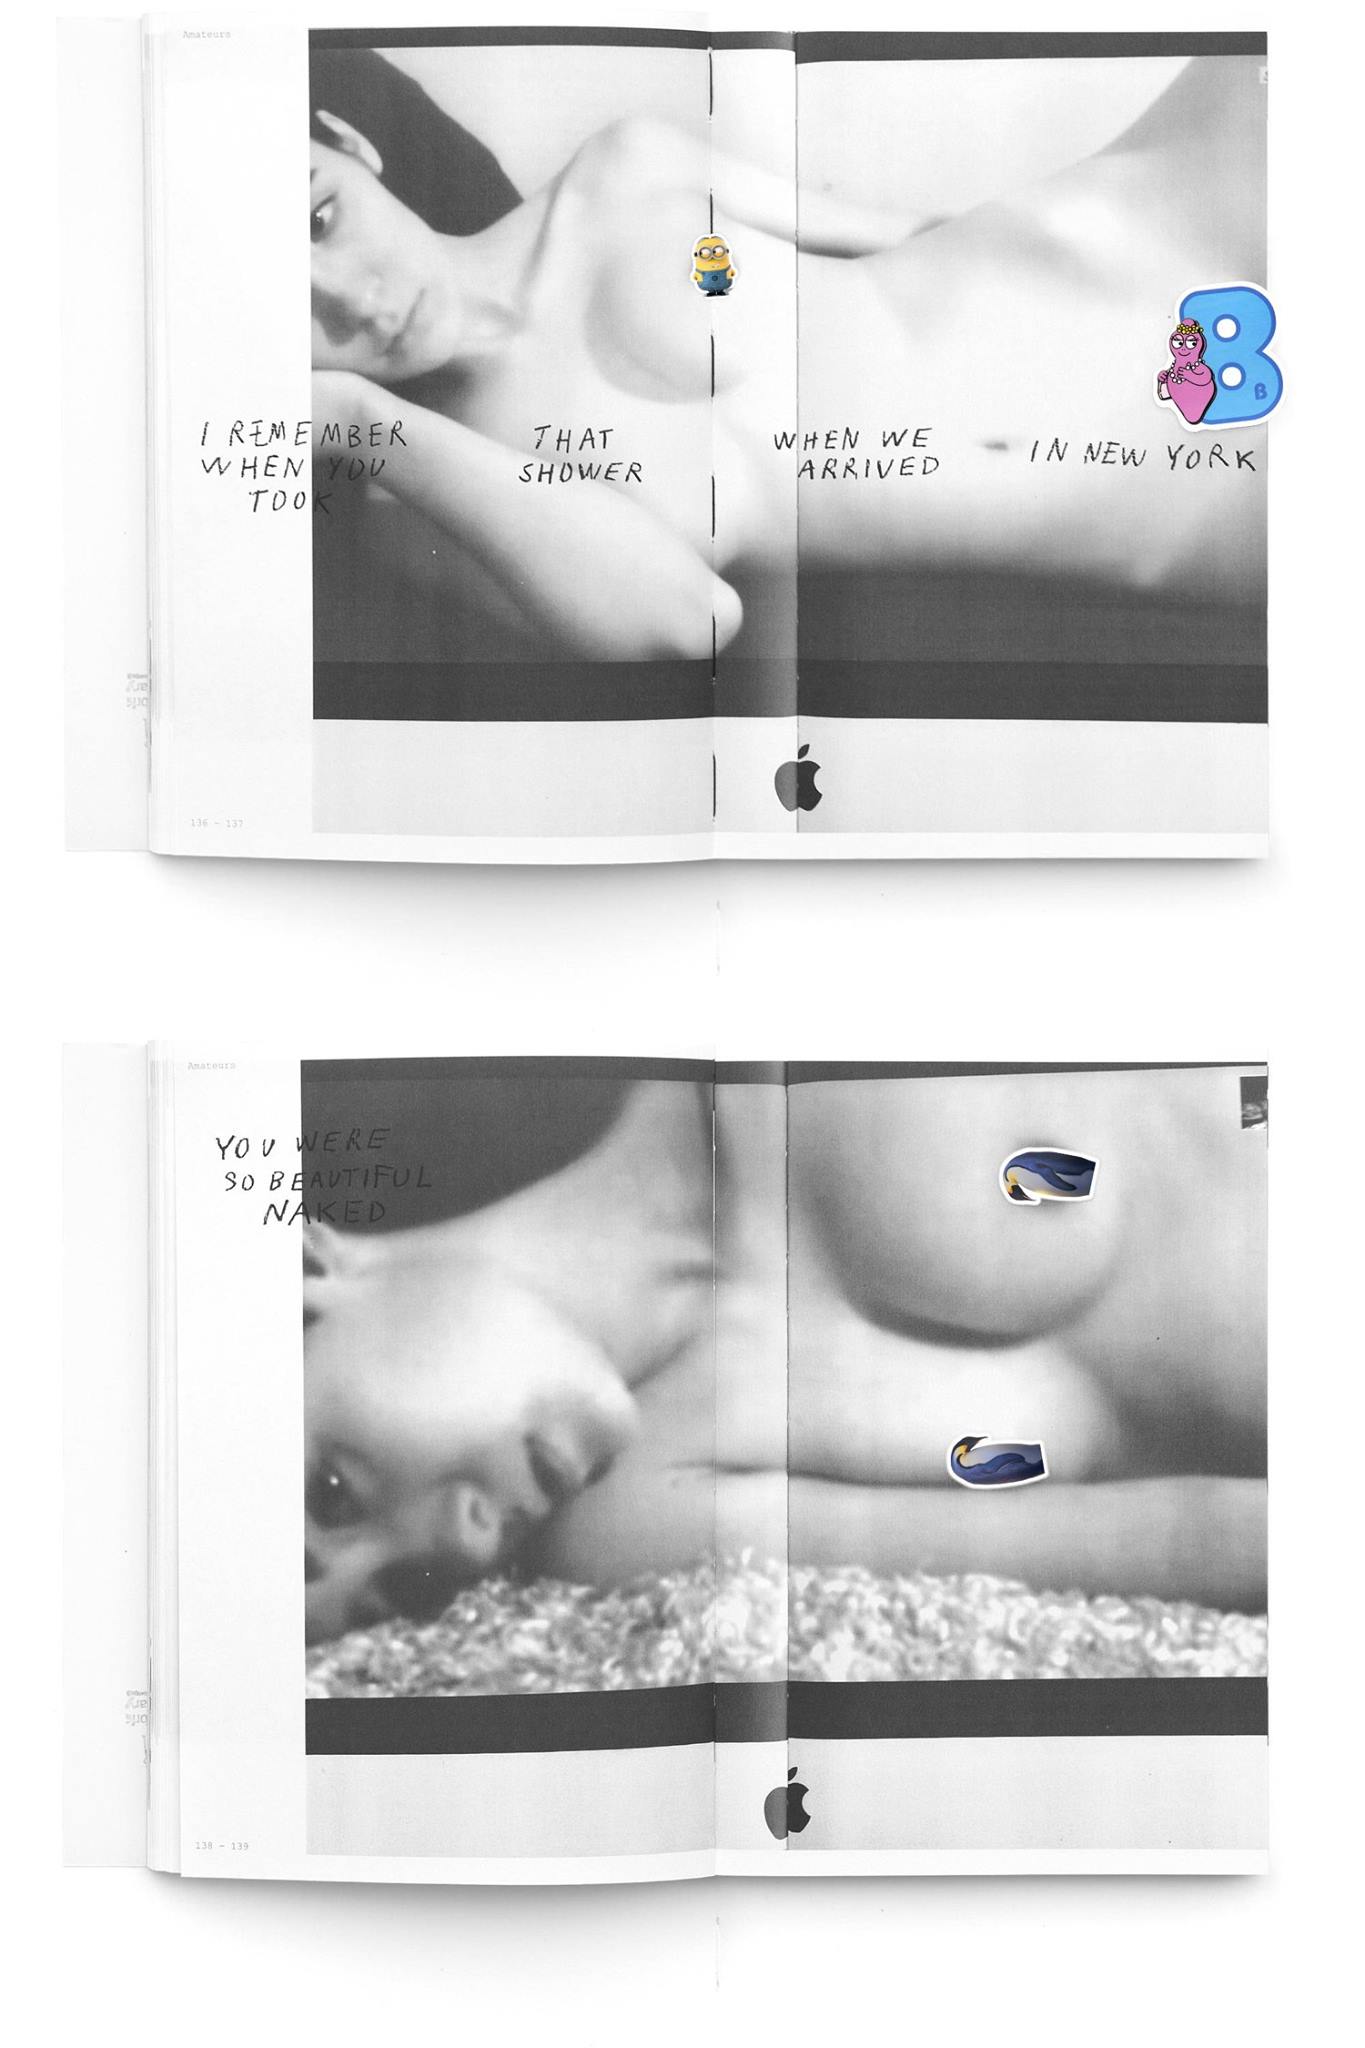 Amateurs
I REMEMBER
WHEN YOU
TOOK
THAT
SHOWER
WHEN WE
ARRIVED
IN NEW YORK
B
B
136 – 137
Amateurs
YOU WERE
SO BEAUTIFUL
NAKED
138 – 139